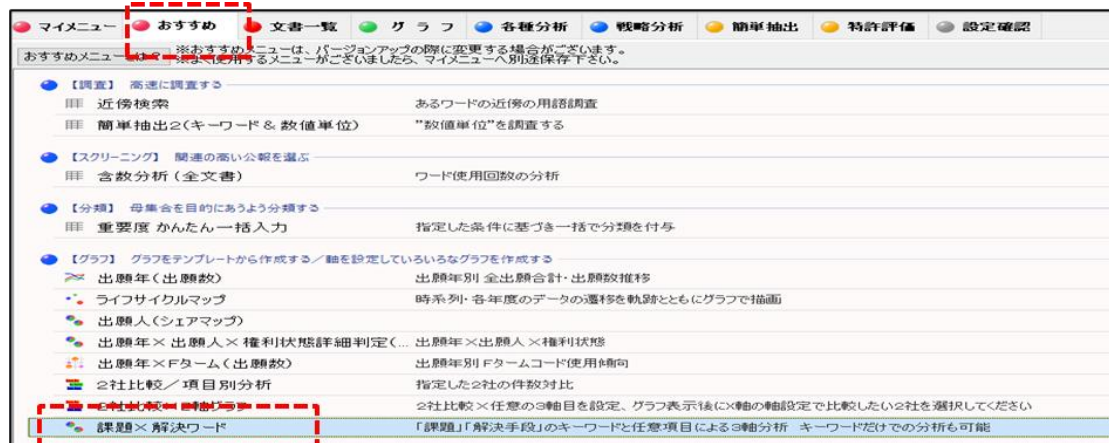 マイメニュー おすすめ 文書一覧 グラフ 各種分析 戦略分析 簡単抽出 特許評価 設定確認
おすすめメニューとは？ ※おすすめメニューは、バージョンアップの際に変更する場合がございます。
※よく使用するメニューがございましたら、マイメニューへ別途保存下さい。
【調査】 高速に調査する
近傍検索 あるワードの近傍の用語調査
簡単抽出2(キーワード＆数値単位) "数値単位"を調査する
【スクリーニング】 関連の高い公報を選ぶ
含数分析(全文書) ワード使用回数の分析
【分類】 母集合を目的にあうよう分類する
重要度 かんたん一括入力 指定した条件に基づき一括で分類を付与
【グラフ】 グラフをテンプレートから作成する／軸を設定していろいろなグラフを作成する
出願年(出願数) 出願年別 全出願合計・出願数推移
ライフサイクルマップ 時系列・各年度のデータの遷移を軌跡とともにグラフで描画
出願人(シェアマップ)
出願年×出願人×権利状態詳細判定(... 出願年×出願人×権利状態
出願年×Fターム(出願数) 出願年別 Fタームコード使用傾向
2社比較／項目別分析 指定した2社の件数対比
2社比較×2軸グラフ 2社比較×任意の3軸目を設定、グラフ表示後にX軸の軸設定で比較したい2社を選択してください
課題×解決ワード 「課題」「解決手段」のキーワードと任意項目による3軸分析 キーワードだけでの分析も可能